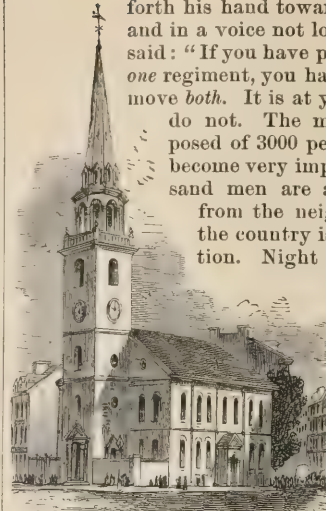 forth his hand towar
and in a voice not lo
said: “If you have p
one regiment, you ha
move both. It is at y
do not. The m
posed of 3000 pe
become very imp
sand men are a
from the nei
the country i
tion. Night